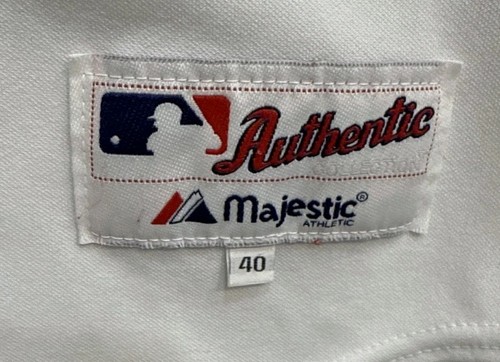 Authentic
COLLECTION
Majestic®
ATHLETIC
40